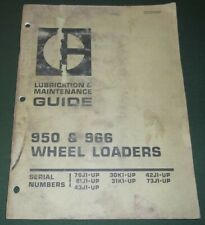 LUBRICATION &
MAINTENANCE
GUIDE
950 & 966
WHEEL LOADERS
SERIAL NUMBERS
79J1-UP 30K1-UP 42J1-UP
81J1-UP 31K1-UP 73J1-UP
43J1-UP